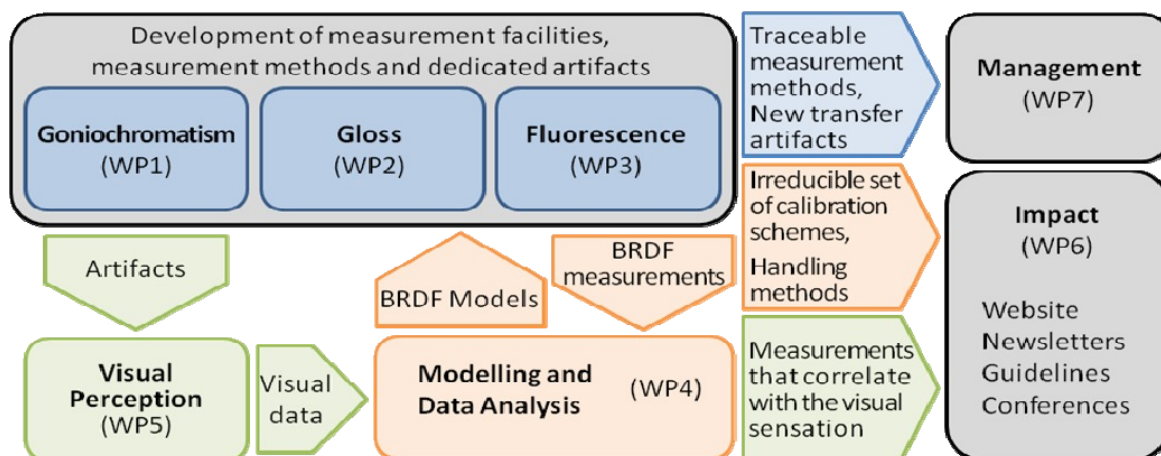 Development of measurement facilities,
measurement methods and dedicated artifacts
Goniochromatism
(WP1)
Gloss
(WP2)
Fluorescence
(WP3)
Traceable
measurement
methods,
New transfer
artifacts
Management
(WP7)
Artifacts
BRDF Models
BRDF
measurements
Irreducible set
of calibration
schemes,
Handling
methods
Impact
(WP6)
Website
Newsletters
Guidelines
Conferences
Visual
Perception
(WP5)
Visual
data
Modelling and
Data Analysis
(WP4)
Measurements
that correlate
with the visual
sensation